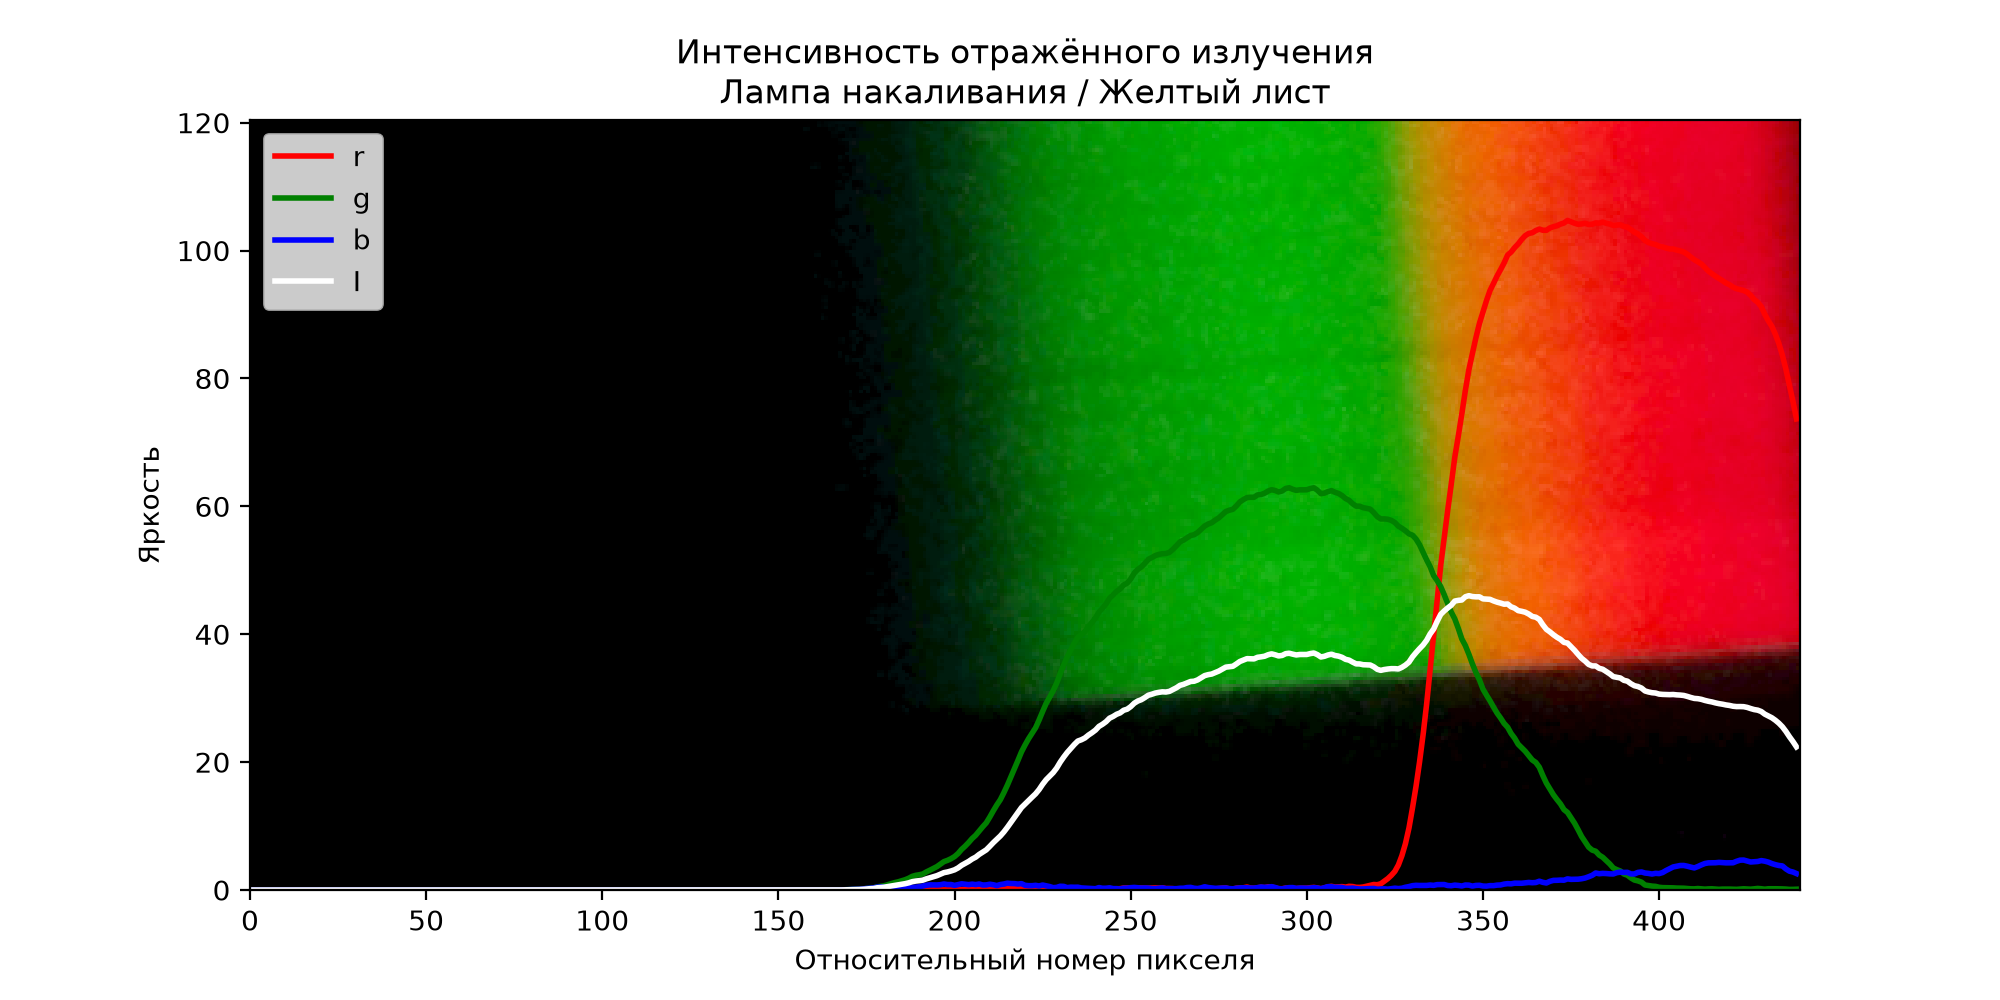 Интенсивность отражённого излучения
Лампа накаливания / Желтый лист
120
100
80
60
40
20
0
Яркость
r
g
b
l
0 50 100 150 200 250 300 350 400
Относительный номер пикселя